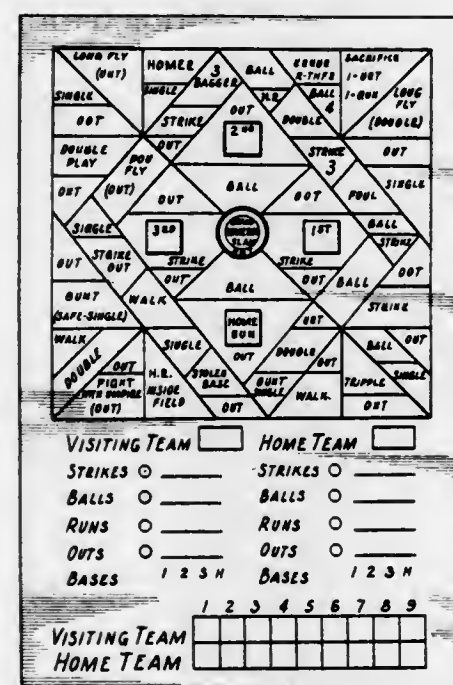 LONG FLY HOMER 3 BALL ERROR SACRIFICE
(OUT) BAGGER R-THFR 1-OUT
SINGLE SINGLE H.R. BALL 1-RUN LONG
OUT STRIKE OUT DOUBLE 4 FLY
OUT 2ND (DOUBLE)
DOUBLE STRIKE OUT
PLAY FLY 3
(OUT) BALL SINGLE
OUT OUT OUT FOUL
SINGLE 3RD 1ST BALL
STRIKE STRIKE STRIKE
OUT STRIKE OUT OUT OUT
OUT BALL BALL
BUNT WALK STRIKE
(SAFE-SINGLE) HOME OUT
WALK SINGLE RUN BALL OUT
DOUBLE OUT OUT DOUBLE SINGLE
FIGHT H.R. STOLEN OUT TRIPPLE
WITH UMPIRE INSIDE BASE BUNT
(OUT) FIELD OUT SINGLE WALK OUT
VISITING TEAM HOME TEAM
STRIKES STRIKES
BALLS BALLS
RUNS RUNS
OUTS OUTS
BASES 1 2 3 H BASES 1 2 3 H
1 2 3 4 5 6 7 8 9
VISITING TEAM
HOME TEAM